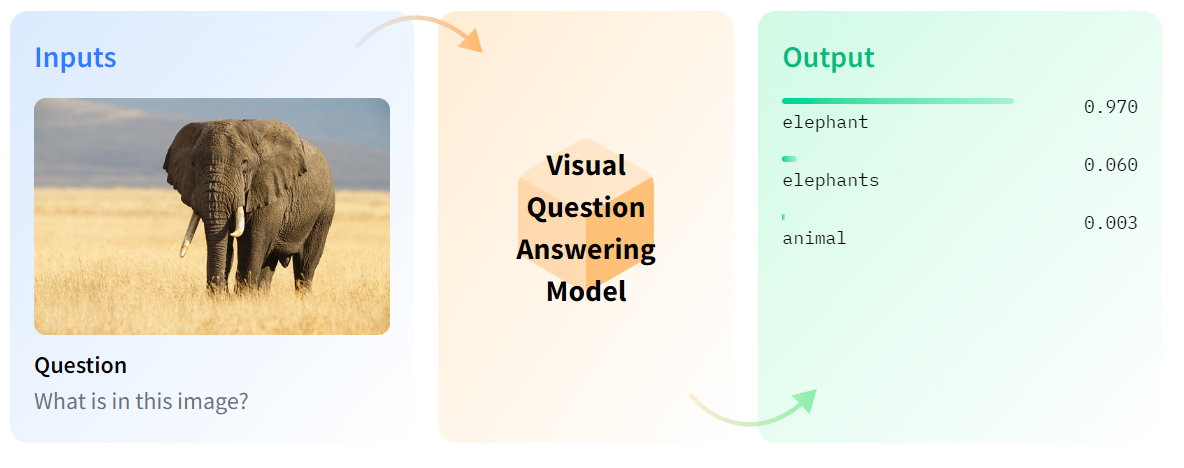 Inputs
Question
What is in this image?
Visual
Question
Answering
Model
Output
0.970
elephant
0.060
elephants
0.003
animal